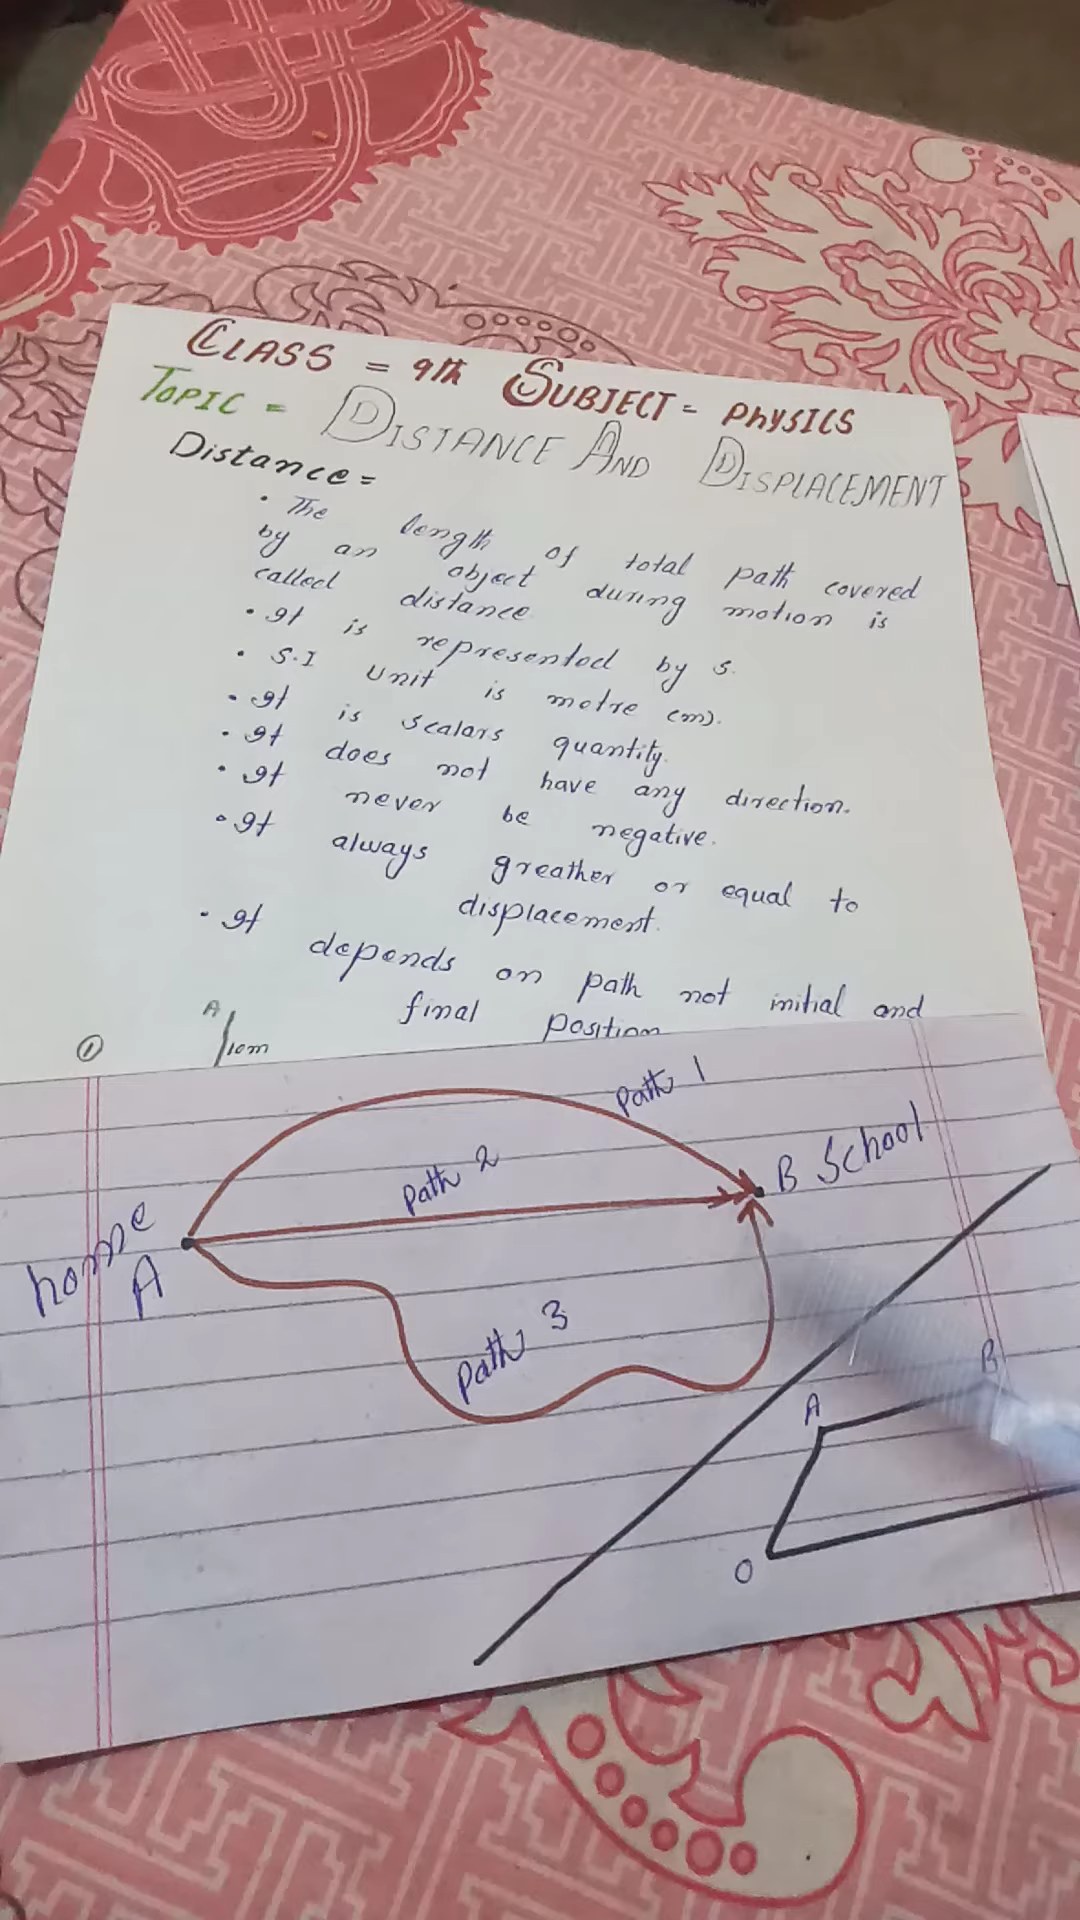 CLASS = 9th SUBJECT = PHYSICS
TOPIC = DISTANCE AND DISPLACEMENT
Distance =
• The length of total path covered
by an object during motion is
called distance.
• It is represented by s.
• S.I Unit is metre (m).
• It is scalars quantity.
• It does not have any direction.
• It never be negative.
• It always greather or equal to
displacement.
• It depends on path not initial and
final position
① A 10m
Path 1
Path 2
B School
home
A
Path 3
A
B
O